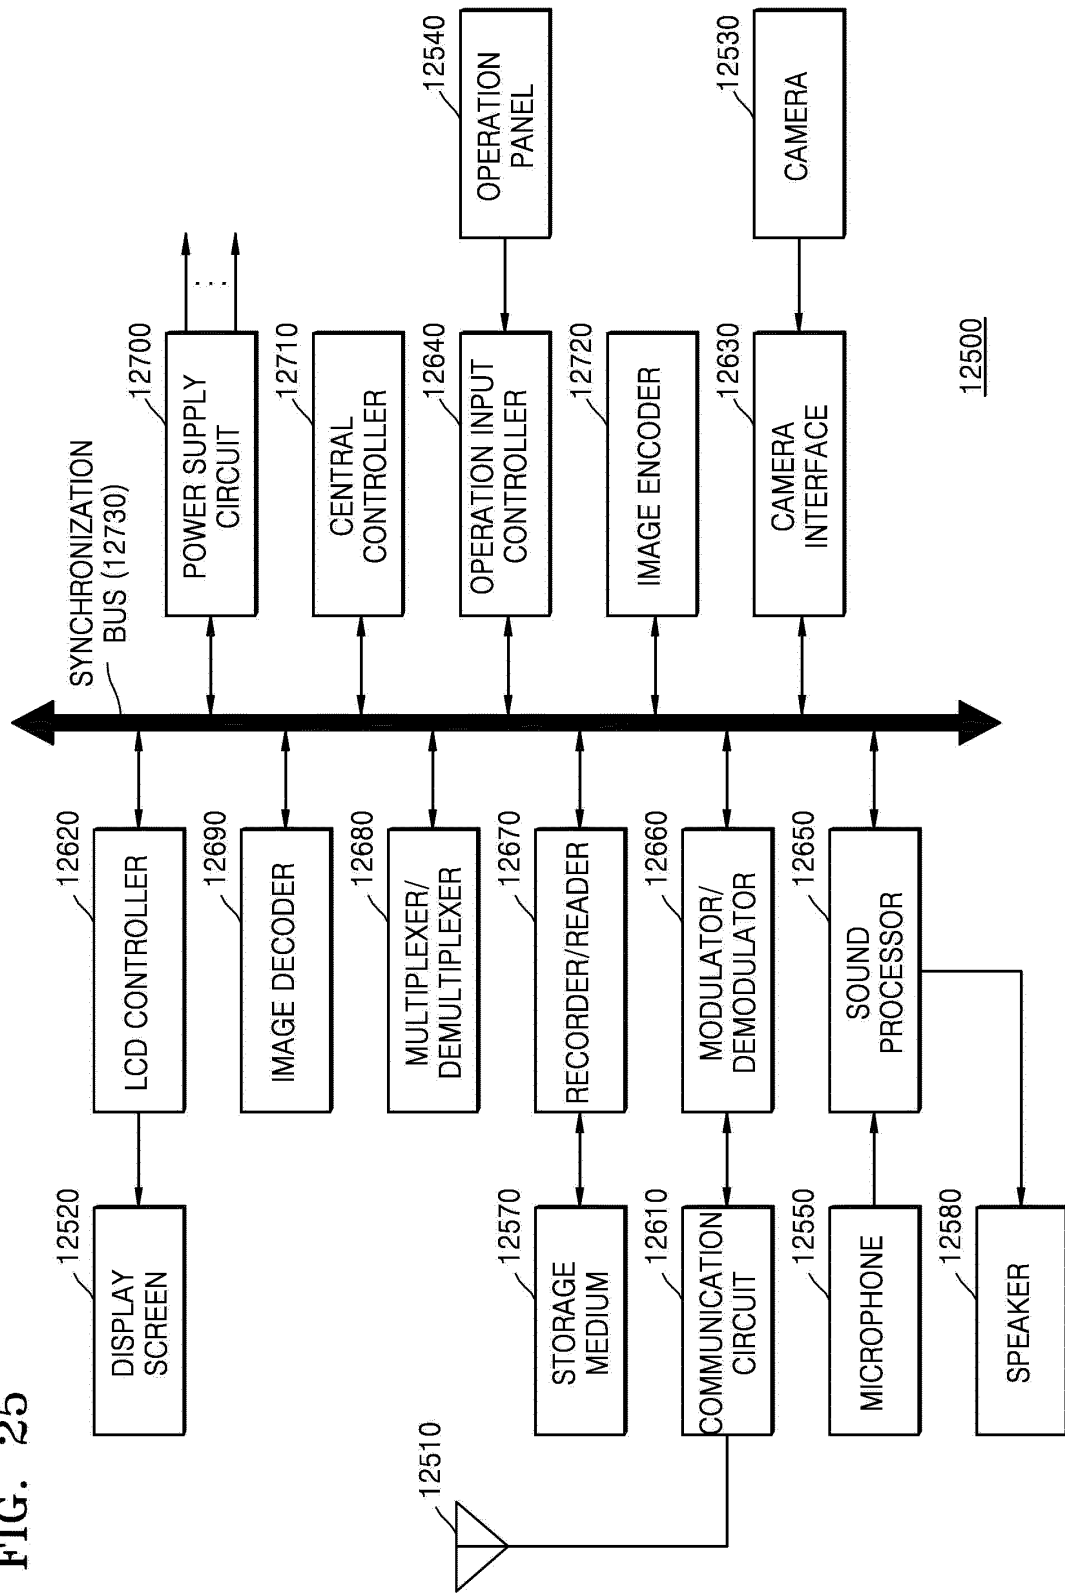 FIG. 25
12510
12520
DISPLAY
SCREEN
12570
STORAGE
MEDIUM
12610
COMMUNICATION
CIRCUIT
12550
MICROPHONE
12580
SPEAKER
12620
LCD CONTROLLER
12690
IMAGE DECODER
12680
MULTIPLEXER/
DEMULTIPLEXER
12670
RECORDER/READER
12660
MODULATOR/
DEMODULATOR
12650
SOUND
PROCESSOR
SYNCHRONIZATION
BUS (12730)
12700
POWER SUPPLY
CIRCUIT
...
12710
CENTRAL
CONTROLLER
12640
OPERATION INPUT
CONTROLLER
12720
IMAGE ENCODER
12630
CAMERA
INTERFACE
12540
OPERATION
PANEL
12530
CAMERA
12500